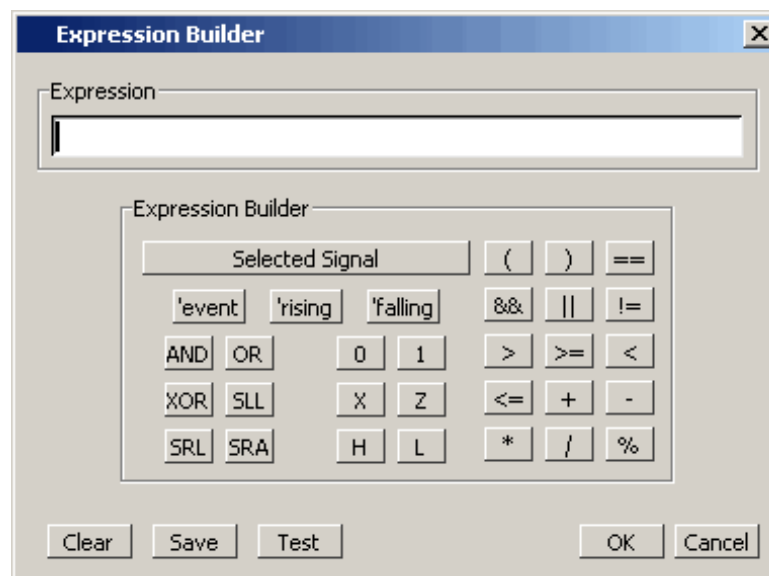 Expression Builder
Expression
Expression Builder
Selected Signal ( ) ==
'event 'rising 'falling && || !=
AND OR 0 1 > >= <
XOR SLL X Z <= + -
SRL SRA H L * / %
Clear Save Test OK Cancel